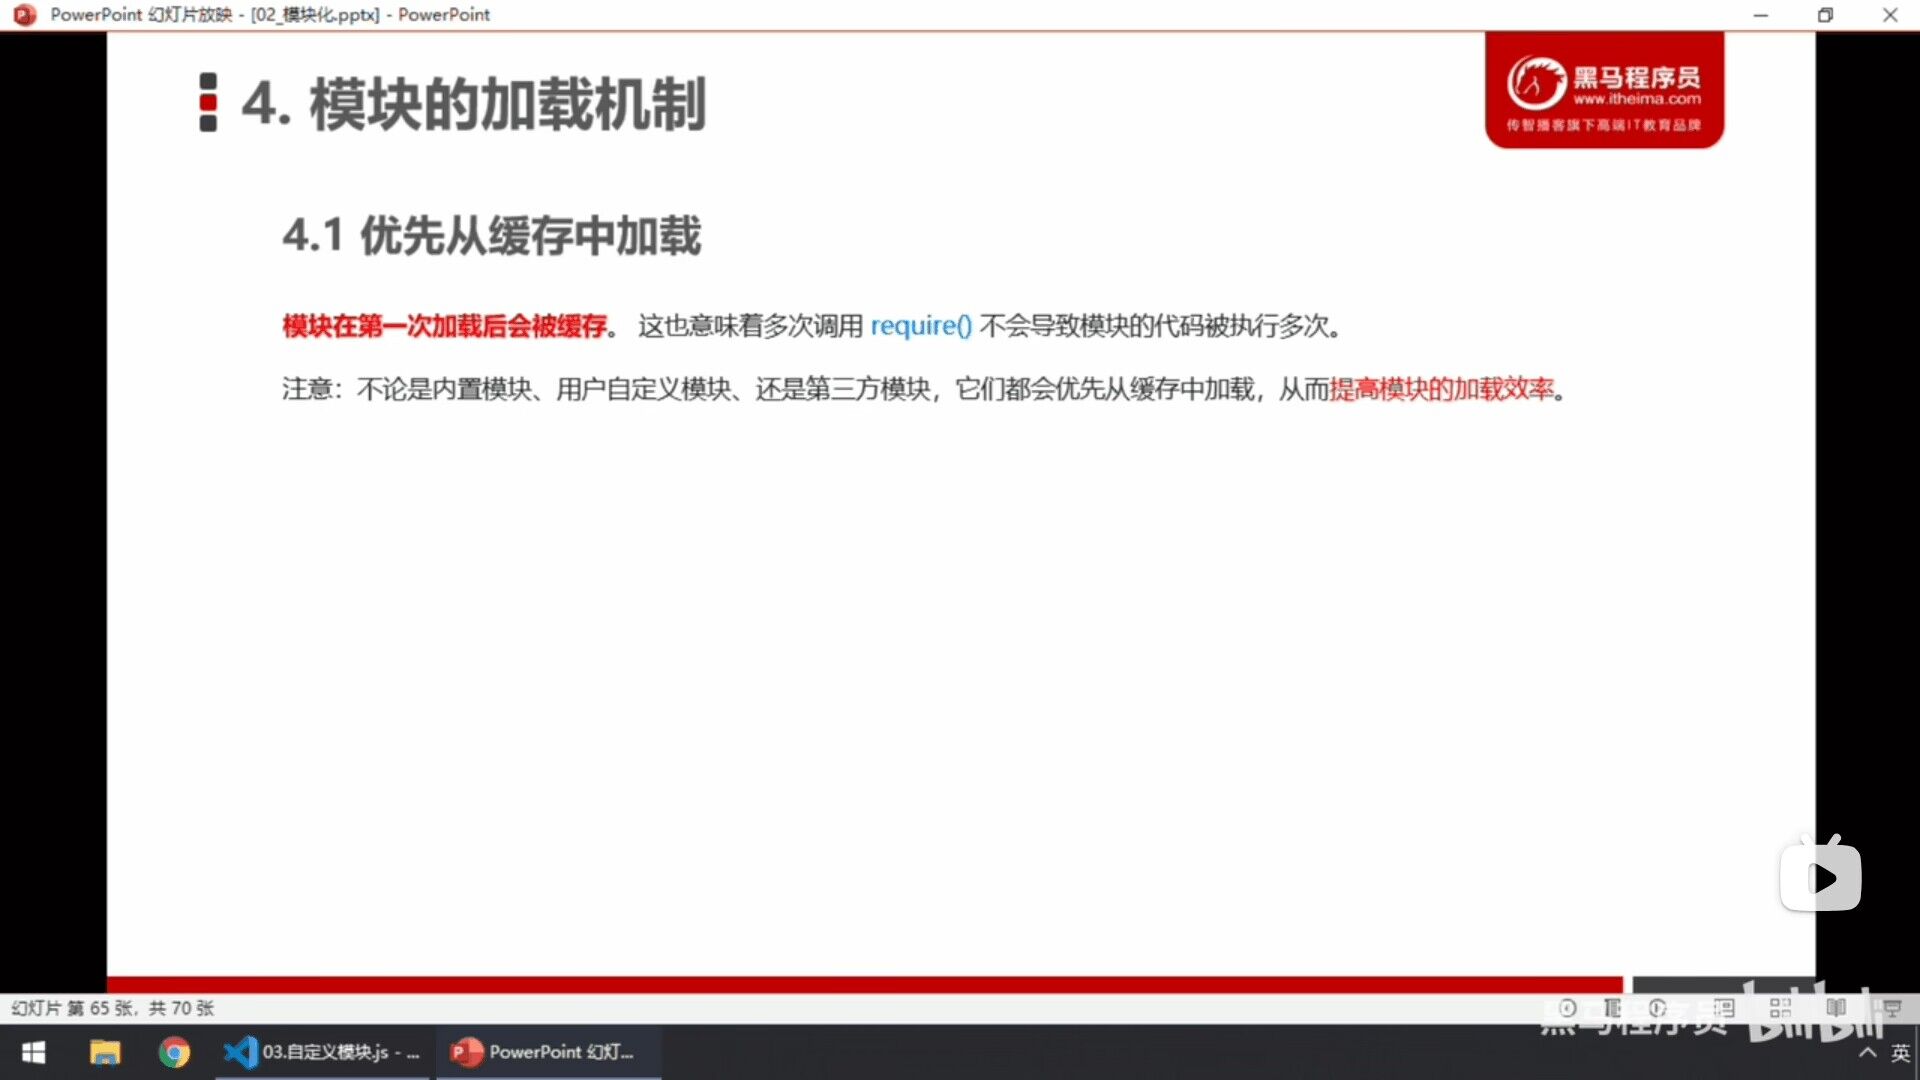 PowerPoint 幻灯片放映 - [02_模块化.pptx] - PowerPoint
黑马程序员
www.itheima.com
传智播客旗下高端IT教育品牌
4. 模块的加载机制
4.1 优先从缓存中加载
模块在第一次加载后会被缓存。 这也意味着多次调用 require() 不会导致模块的代码被执行多次。
注意：不论是内置模块、用户自定义模块、还是第三方模块，它们都会优先从缓存中加载，从而提高模块的加载效率。
幻灯片 第 65 张，共 70 张
黑马程序员 bilibili
03.自定义模块.js - ...
PowerPoint 幻灯...
英